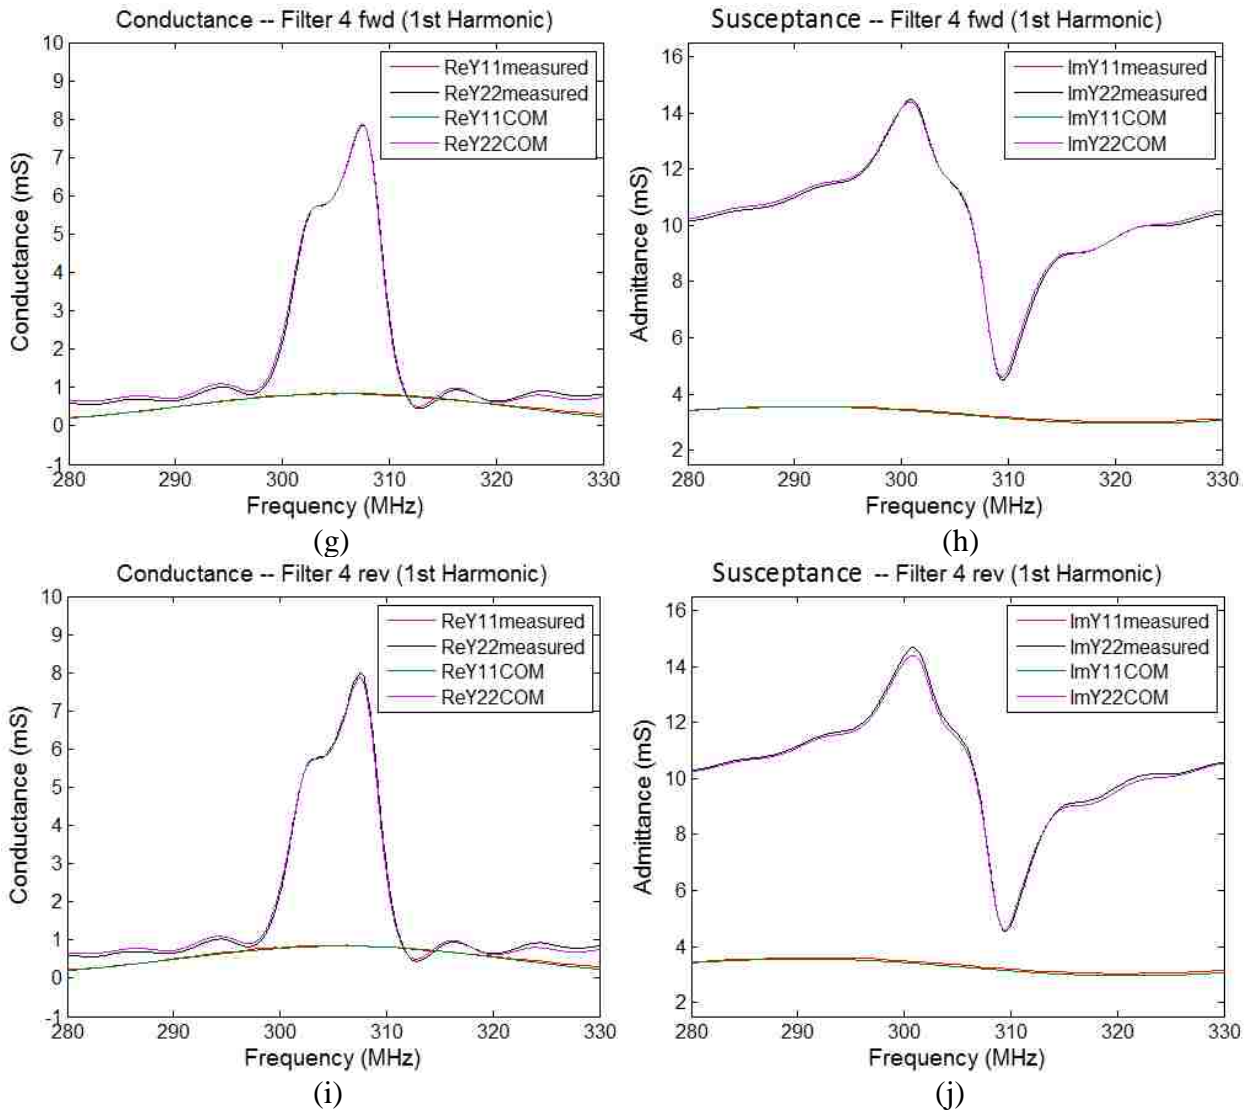 Conductance -- Filter 4 fwd (1st Harmonic)
10
9
8
7
6
5
4
3
2
1
0
-1
Conductance (mS)
ReY11measured
ReY22measured
ReY11COM
ReY22COM
280 290 300 310 320 330
Frequency (MHz)
(g)
Susceptance -- Filter 4 fwd (1st Harmonic)
16
14
12
10
8
6
4
2
Admittance (mS)
ImY11measured
ImY22measured
ImY11COM
ImY22COM
280 290 300 310 320 330
Frequency (MHz)
(h)
Conductance -- Filter 4 rev (1st Harmonic)
10
9
8
7
6
5
4
3
2
1
0
-1
Conductance (mS)
ReY11measured
ReY22measured
ReY11COM
ReY22COM
280 290 300 310 320 330
Frequency (MHz)
(i)
Susceptance -- Filter 4 rev (1st Harmonic)
16
14
12
10
8
6
4
2
Admittance (mS)
ImY11measured
ImY22measured
ImY11COM
ImY22COM
280 290 300 310 320 330
Frequency (MHz)
(j)